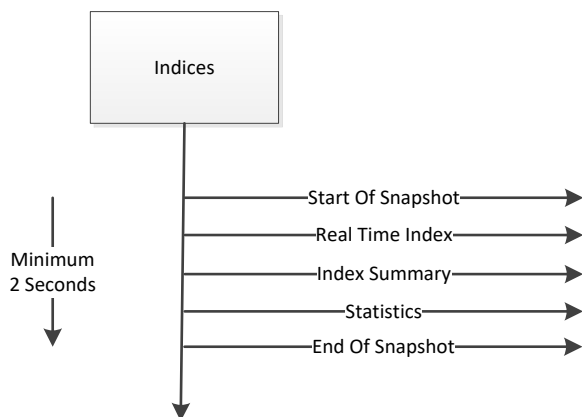 Indices
Start Of Snapshot
Real Time Index
Minimum
2 Seconds
Index Summary
Statistics
End Of Snapshot